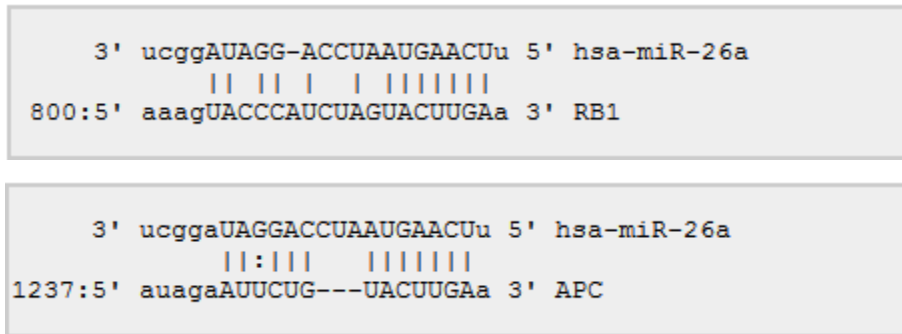 3' ucggAUAGG-ACCUAAUGAACUu 5' hsa-miR-26a
|| || | | |||||||
800:5' aaagUACCCAUCUAGUACUUGAa 3' RB1
3' ucggaUAGGACCUAAUGAACUu 5' hsa-miR-26a
||:||| |||||||
1237:5' auagaAUUCUG---UACUUGAa 3' APC